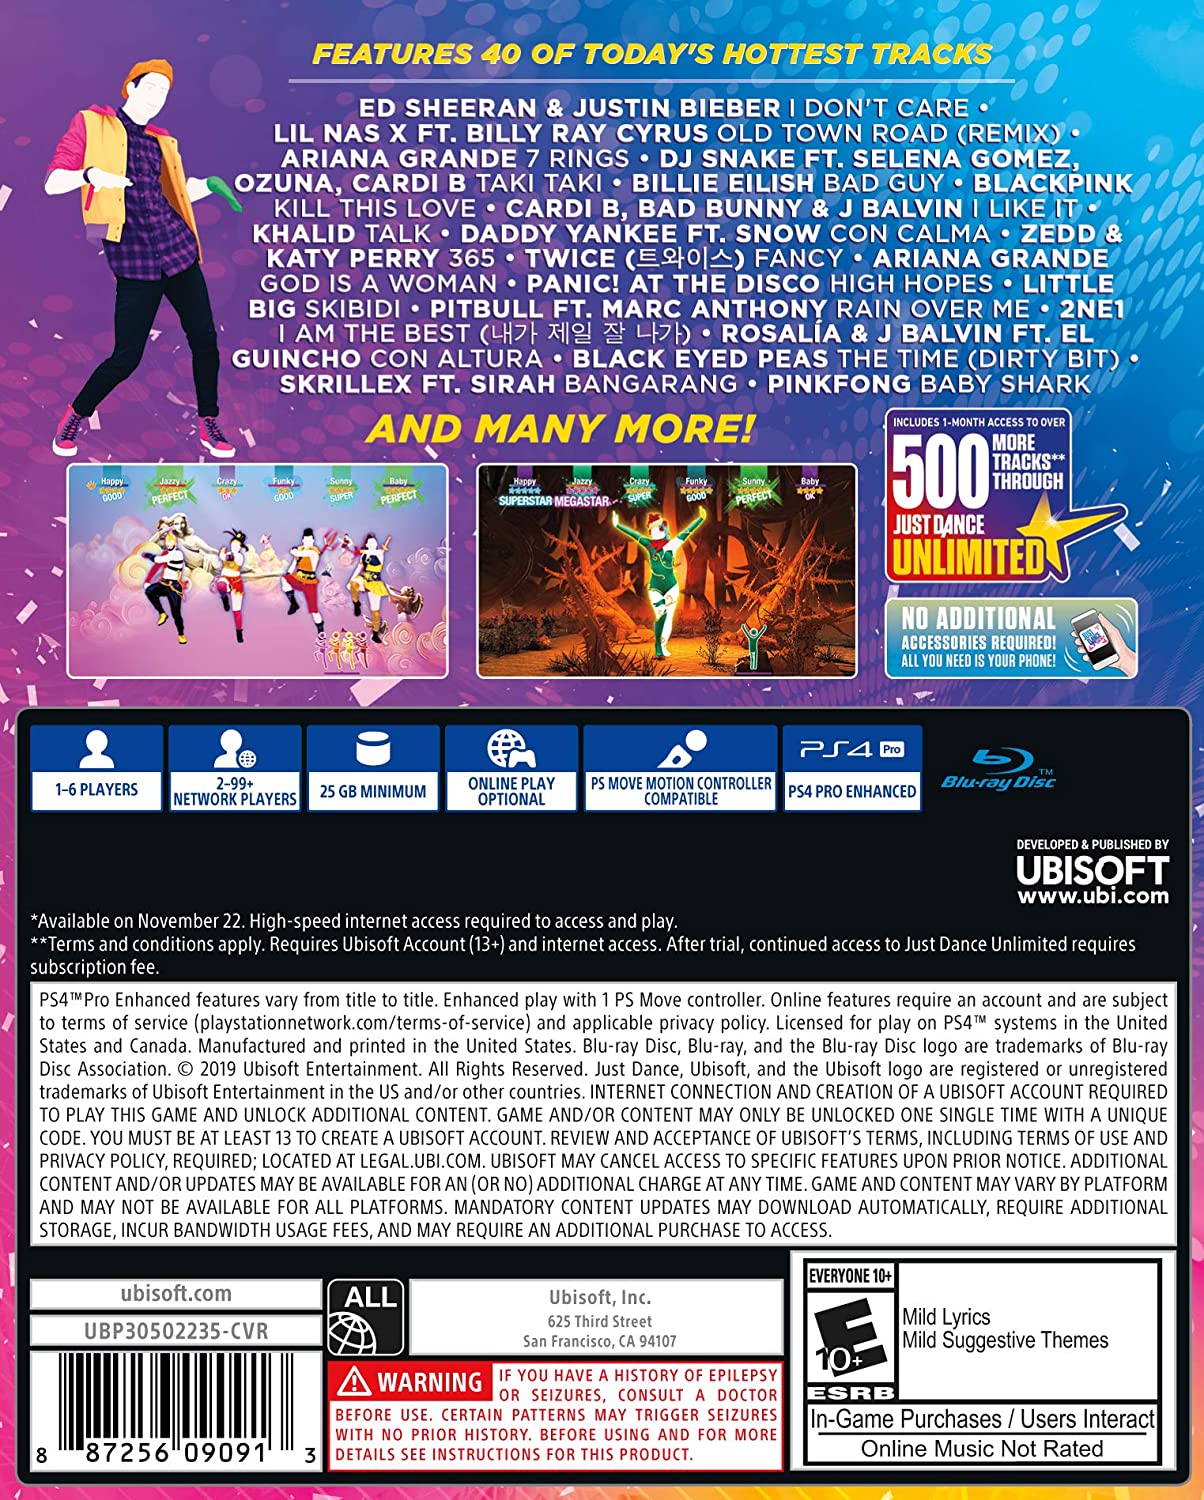 FEATURES 40 OF TODAY'S HOTTEST TRACKS
ED SHEERAN & JUSTIN BIEBER I DON'T CARE •
LIL NAS X FT. BILLY RAY CYRUS OLD TOWN ROAD (REMIX) •
ARIANA GRANDE 7 RINGS • DJ SNAKE FT. SELENA GOMEZ,
OZUNA, CARDI B TAKI TAKI • BILLIE EILISH BAD GUY • BLACKPINK
KILL THIS LOVE • CARDI B, BAD BUNNY & J BALVIN I LIKE IT •
KHALID TALK • DADDY YANKEE FT. SNOW CON CALMA • ZEDD &
KATY PERRY 365 • TWICE (트와이스) FANCY • ARIANA GRANDE
GOD IS A WOMAN • PANIC! AT THE DISCO HIGH HOPES • LITTLE
BIG SKIBIDI • PITBULL FT. MARC ANTHONY RAIN OVER ME • 2NE1
I AM THE BEST (내가 제일 잘 나가) • ROSALÍA & J BALVIN FT. EL
GUINCHO CON ALTURA • BLACK EYED PEAS THE TIME (DIRTY BIT) •
SKRILLEX FT. SIRAH BANGARANG • PINKFONG BABY SHARK
AND MANY MORE!
Happy GOOD
Jazzy PERFECT
Crazy OK
Funky GOOD
Sunny SUPER
Baby PERFECT
Happy SUPERSTAR
Jazzy MEGASTAR
Crazy SUPER
Funky GOOD
Sunny PERFECT
Baby OK
INCLUDES 1-MONTH ACCESS TO OVER
500 MORE
TRACKS**
THROUGH
JUST DANCE
UNLIMITED
NO ADDITIONAL
ACCESSORIES REQUIRED!
ALL YOU NEED IS YOUR PHONE!
1-6 PLAYERS
2-99+
NETWORK PLAYERS
25 GB MINIMUM
ONLINE PLAY
OPTIONAL
PS MOVE MOTION CONTROLLER
COMPATIBLE
PS4 Pro
PS4 PRO ENHANCED
Blu-ray Disc™
DEVELOPED & PUBLISHED BY
UBISOFT
www.ubi.com
*Available on November 22. High-speed internet access required to access and play.
**Terms and conditions apply. Requires Ubisoft Account (13+) and internet access. After trial, continued access to Just Dance Unlimited requires
subscription fee.
PS4™Pro Enhanced features vary from title to title. Enhanced play with 1 PS Move controller. Online features require an account and are subject
to terms of service (playstationnetwork.com/terms-of-service) and applicable privacy policy. Licensed for play on PS4™ systems in the United
States and Canada. Manufactured and printed in the United States. Blu-ray Disc, Blu-ray, and the Blu-ray Disc logo are trademarks of Blu-ray
Disc Association. © 2019 Ubisoft Entertainment. All Rights Reserved. Just Dance, Ubisoft, and the Ubisoft logo are registered or unregistered
trademarks of Ubisoft Entertainment in the US and/or other countries. INTERNET CONNECTION AND CREATION OF A UBISOFT ACCOUNT REQUIRED
TO PLAY THIS GAME AND UNLOCK ADDITIONAL CONTENT. GAME AND/OR CONTENT MAY ONLY BE UNLOCKED ONE SINGLE TIME WITH A UNIQUE
CODE. YOU MUST BE AT LEAST 13 TO CREATE A UBISOFT ACCOUNT. REVIEW AND ACCEPTANCE OF UBISOFT'S TERMS, INCLUDING TERMS OF USE AND
PRIVACY POLICY, REQUIRED; LOCATED AT LEGAL.UBI.COM. UBISOFT MAY CANCEL ACCESS TO SPECIFIC FEATURES UPON PRIOR NOTICE. ADDITIONAL
CONTENT AND/OR UPDATES MAY BE AVAILABLE FOR AN (OR NO) ADDITIONAL CHARGE AT ANY TIME. GAME AND CONTENT MAY VARY BY PLATFORM
AND MAY NOT BE AVAILABLE FOR ALL PLATFORMS. MANDATORY CONTENT UPDATES MAY DOWNLOAD AUTOMATICALLY, REQUIRE ADDITIONAL
STORAGE, INCUR BANDWIDTH USAGE FEES, AND MAY REQUIRE AN ADDITIONAL PURCHASE TO ACCESS.
ubisoft.com
UBP30502235-CVR
8 87256 09091 3
ALL
Ubisoft, Inc.
625 Third Street
San Francisco, CA 94107
WARNING IF YOU HAVE A HISTORY OF EPILEPSY
OR SEIZURES, CONSULT A DOCTOR
BEFORE USE. CERTAIN PATTERNS MAY TRIGGER SEIZURES
WITH NO PRIOR HISTORY. BEFORE USING AND FOR MORE
DETAILS SEE INSTRUCTIONS FOR THIS PRODUCT.
EVERYONE 10+
E 10+
ESRB
Mild Lyrics
Mild Suggestive Themes
In-Game Purchases / Users Interact
Online Music Not Rated